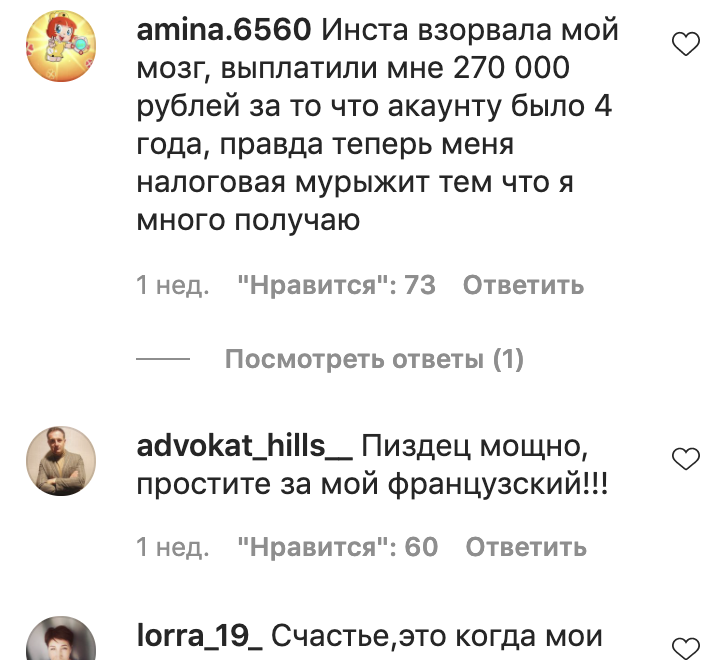 amina.6560 Инста взорвала мой
мозг, выплатили мне 270 000
рублей за то что акаунту было 4
года, правда теперь меня
налоговая мурыжит тем что я
много получаю
1 нед. "Нравится": 73 Ответить
Посмотреть ответы (1)
advokat_hills__ Пиздец мощно,
простите за мой французский!!!
1 нед. "Нравится": 60 Ответить
lorra_19_ Счастье,это когда мои